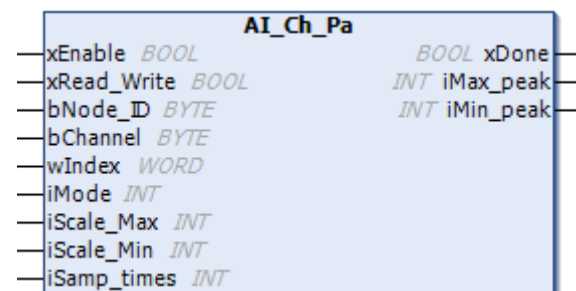 AI_Ch_Pa
xEnable BOOL BOOL xDone
xRead_Write BOOL INT iMax_peak
bNode_ID BYTE INT iMin_peak
bChannel BYTE
wIndex WORD
iMode INT
iScale_Max INT
iScale_Min INT
iSamp_times INT